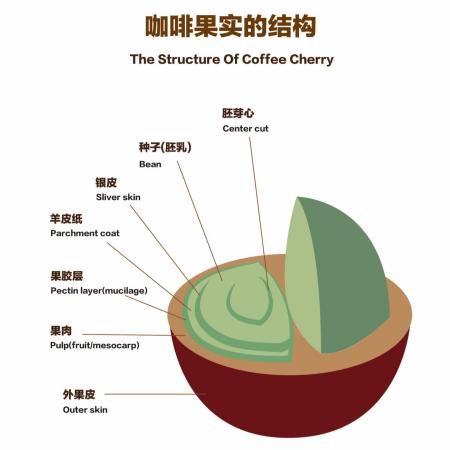 咖啡果实的结构
The Structure Of Coffee Cherry
胚芽心
Center cut
种子(胚乳)
Bean
银皮
Sliver skin
羊皮纸
Parchment coat
果胶层
Pectin layer(mucilage)
果肉
Pulp(fruit/mesocarp)
外果皮
Outer skin